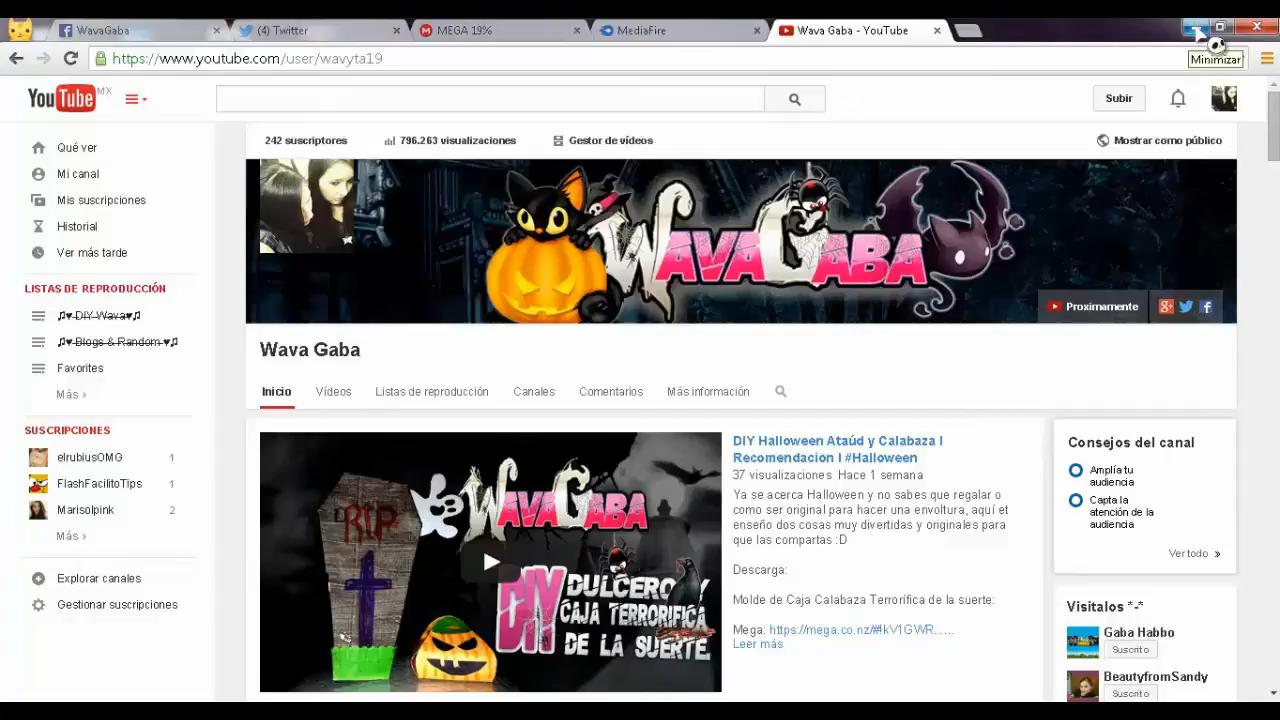 WavaGaba
(4) Twitter
MEGA 19%
MediaFire
Wava Gaba - YouTube
https://www.youtube.com/user/wavyta19
Minimizar
YouTube MX
Subir
242 suscriptores
796.263 visualizaciones
Gestor de vídeos
Mostrar como público
Qué ver
Mi canal
Mis suscripciones
Historial
Ver más tarde
LISTAS DE REPRODUCCIÓN
♫♥ DIY Wava♥♫
♫♥ Blogs & Random ♥♫
Favorites
Más ›
SUSCRIPCIONES
elrubiusOMG 1
FlashFacilitoTips 1
Marisolpink 2
Más ›
Explorar canales
Gestionar suscripciones
WAVAGABA
Proximamente
Wava Gaba
Inicio
Vídeos
Listas de reproducción
Canales
Comentarios
Más información
RIP
WAVAGABA
DIY DULCERO Y
CAJA TERRORIFICA
DE LA SUERTE.
DIY Halloween Ataúd y Calabaza |
Recomendacion | #Halloween
37 visualizaciones Hace 1 semana
Ya se acerca Halloween y no sabes que regalar o
como ser original para hacer una envoltura, aquí el
enseño dos cosas muy divertidas y originales para
que las compartas :D
Descarga:
Molde de Caja Calabaza Terrorífica de la suerte:
Mega: https://mega.co.nz/#!kV1GWR......
Leer más
Consejos del canal
Amplía tu
audiencia
Capta la
atención de la
audiencia
Ver todo »
Visitalos *-*
Gaba Habbo
Suscrito
BeautyfromSandy
Suscrito